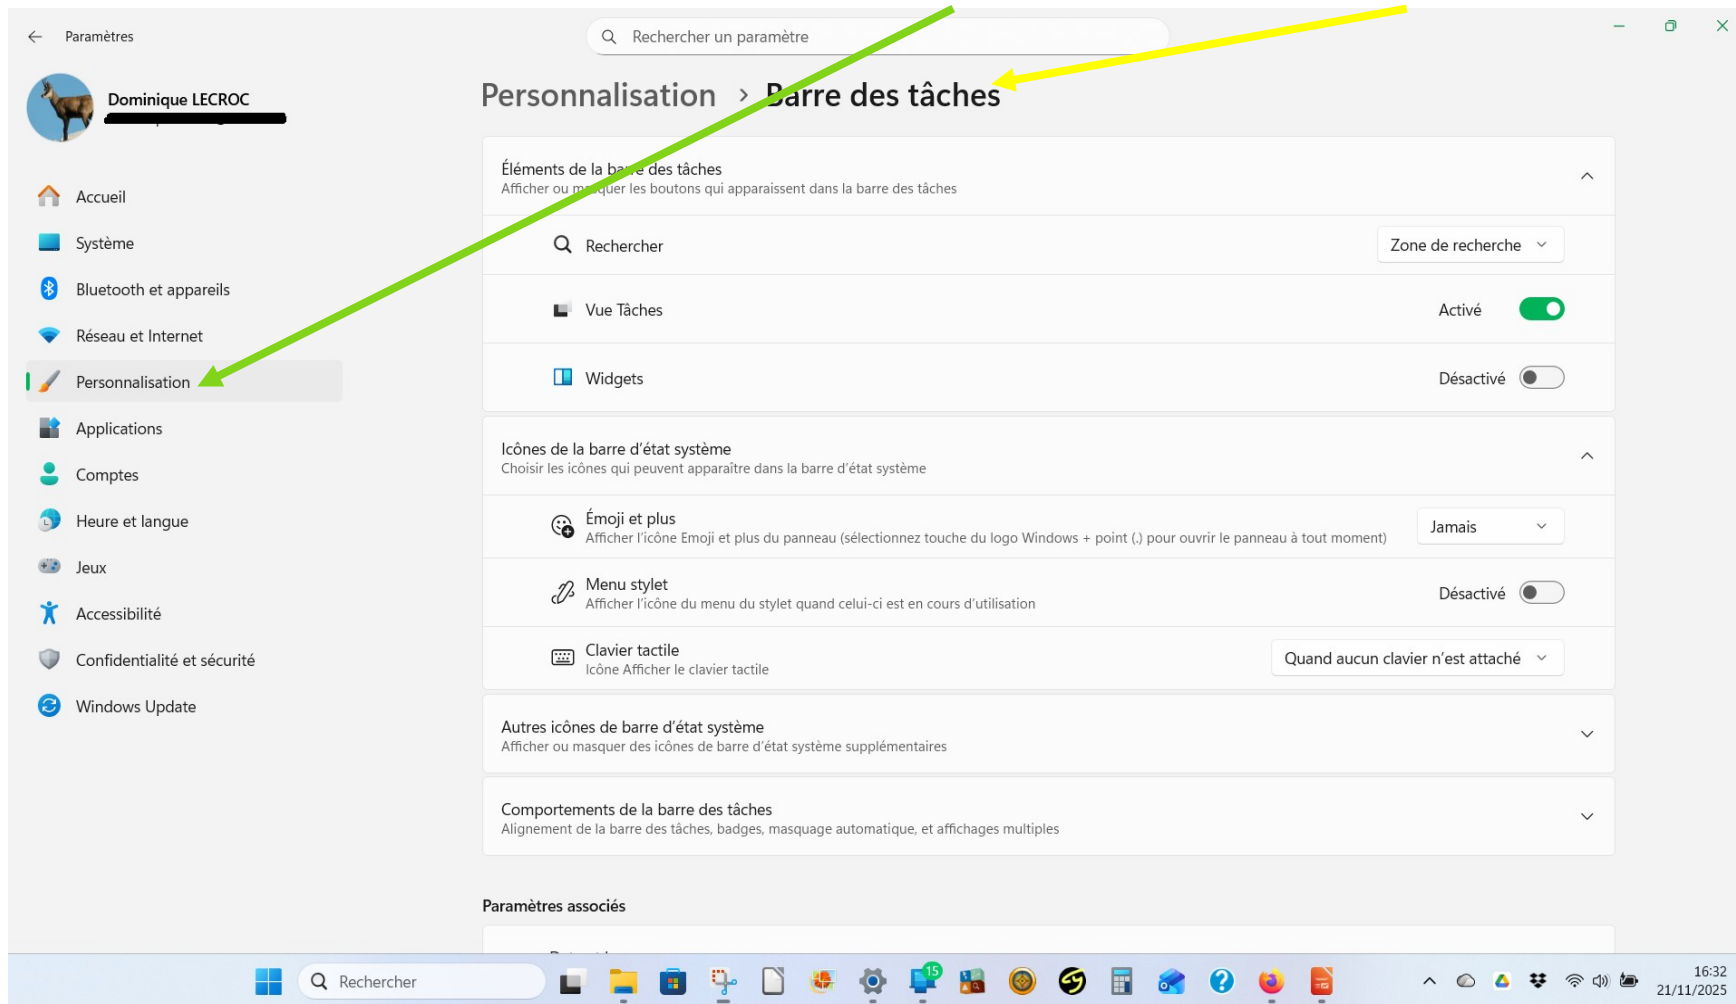 Paramètres
Rechercher un paramètre
Dominique LECROC
Accueil
Système
Bluetooth et appareils
Réseau et Internet
Personnalisation
Applications
Comptes
Heure et langue
Jeux
Accessibilité
Confidentialité et sécurité
Windows Update
Personnalisation > Barre des tâches
Éléments de la barre des tâches
Afficher ou masquer les boutons qui apparaissent dans la barre des tâches
Rechercher
Zone de recherche
Vue Tâches
Activé
Widgets
Désactivé
Icônes de la barre d'état système
Choisir les icônes qui peuvent apparaître dans la barre d'état système
Émoji et plus
Afficher l'icône Emoji et plus du panneau (sélectionnez touche du logo Windows + point (.) pour ouvrir le panneau à tout moment)
Jamais
Menu stylet
Afficher l'icône du menu du stylet quand celui-ci est en cours d'utilisation
Désactivé
Clavier tactile
Icône Afficher le clavier tactile
Quand aucun clavier n'est attaché
Autres icônes de barre d'état système
Afficher ou masquer des icônes de barre d'état système supplémentaires
Comportements de la barre des tâches
Alignement de la barre des tâches, badges, masquage automatique, et affichages multiples
Paramètres associés
Rechercher
15
16:32
21/11/2025